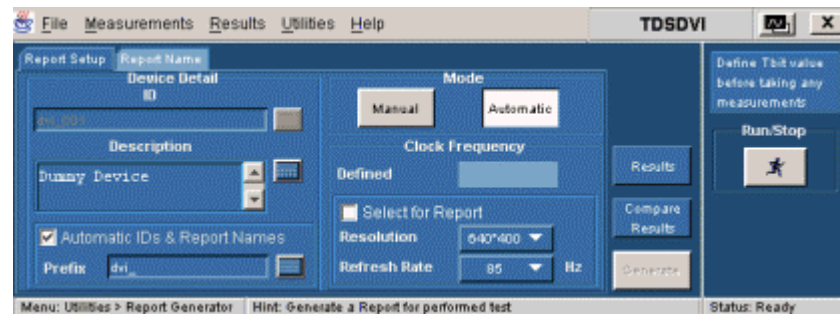 File Measurements Results Utilities Help TDSDVI X
Report Setup Report Name
Device Detail
ID
dvi_001
Description
Dummy Device
Automatic IDs & Report Names
Prefix dvi_
Mode
Manual Automatic
Clock Frequency
Defined
Select for Report
Resolution 640*400
Refresh Rate 85 Hz
Results
Compare
Results
Generate
Define Tbit value
before taking any
measurements
Run/Stop
Menu: Utilities > Report Generator Hint: Generate a Report for performed test Status: Ready